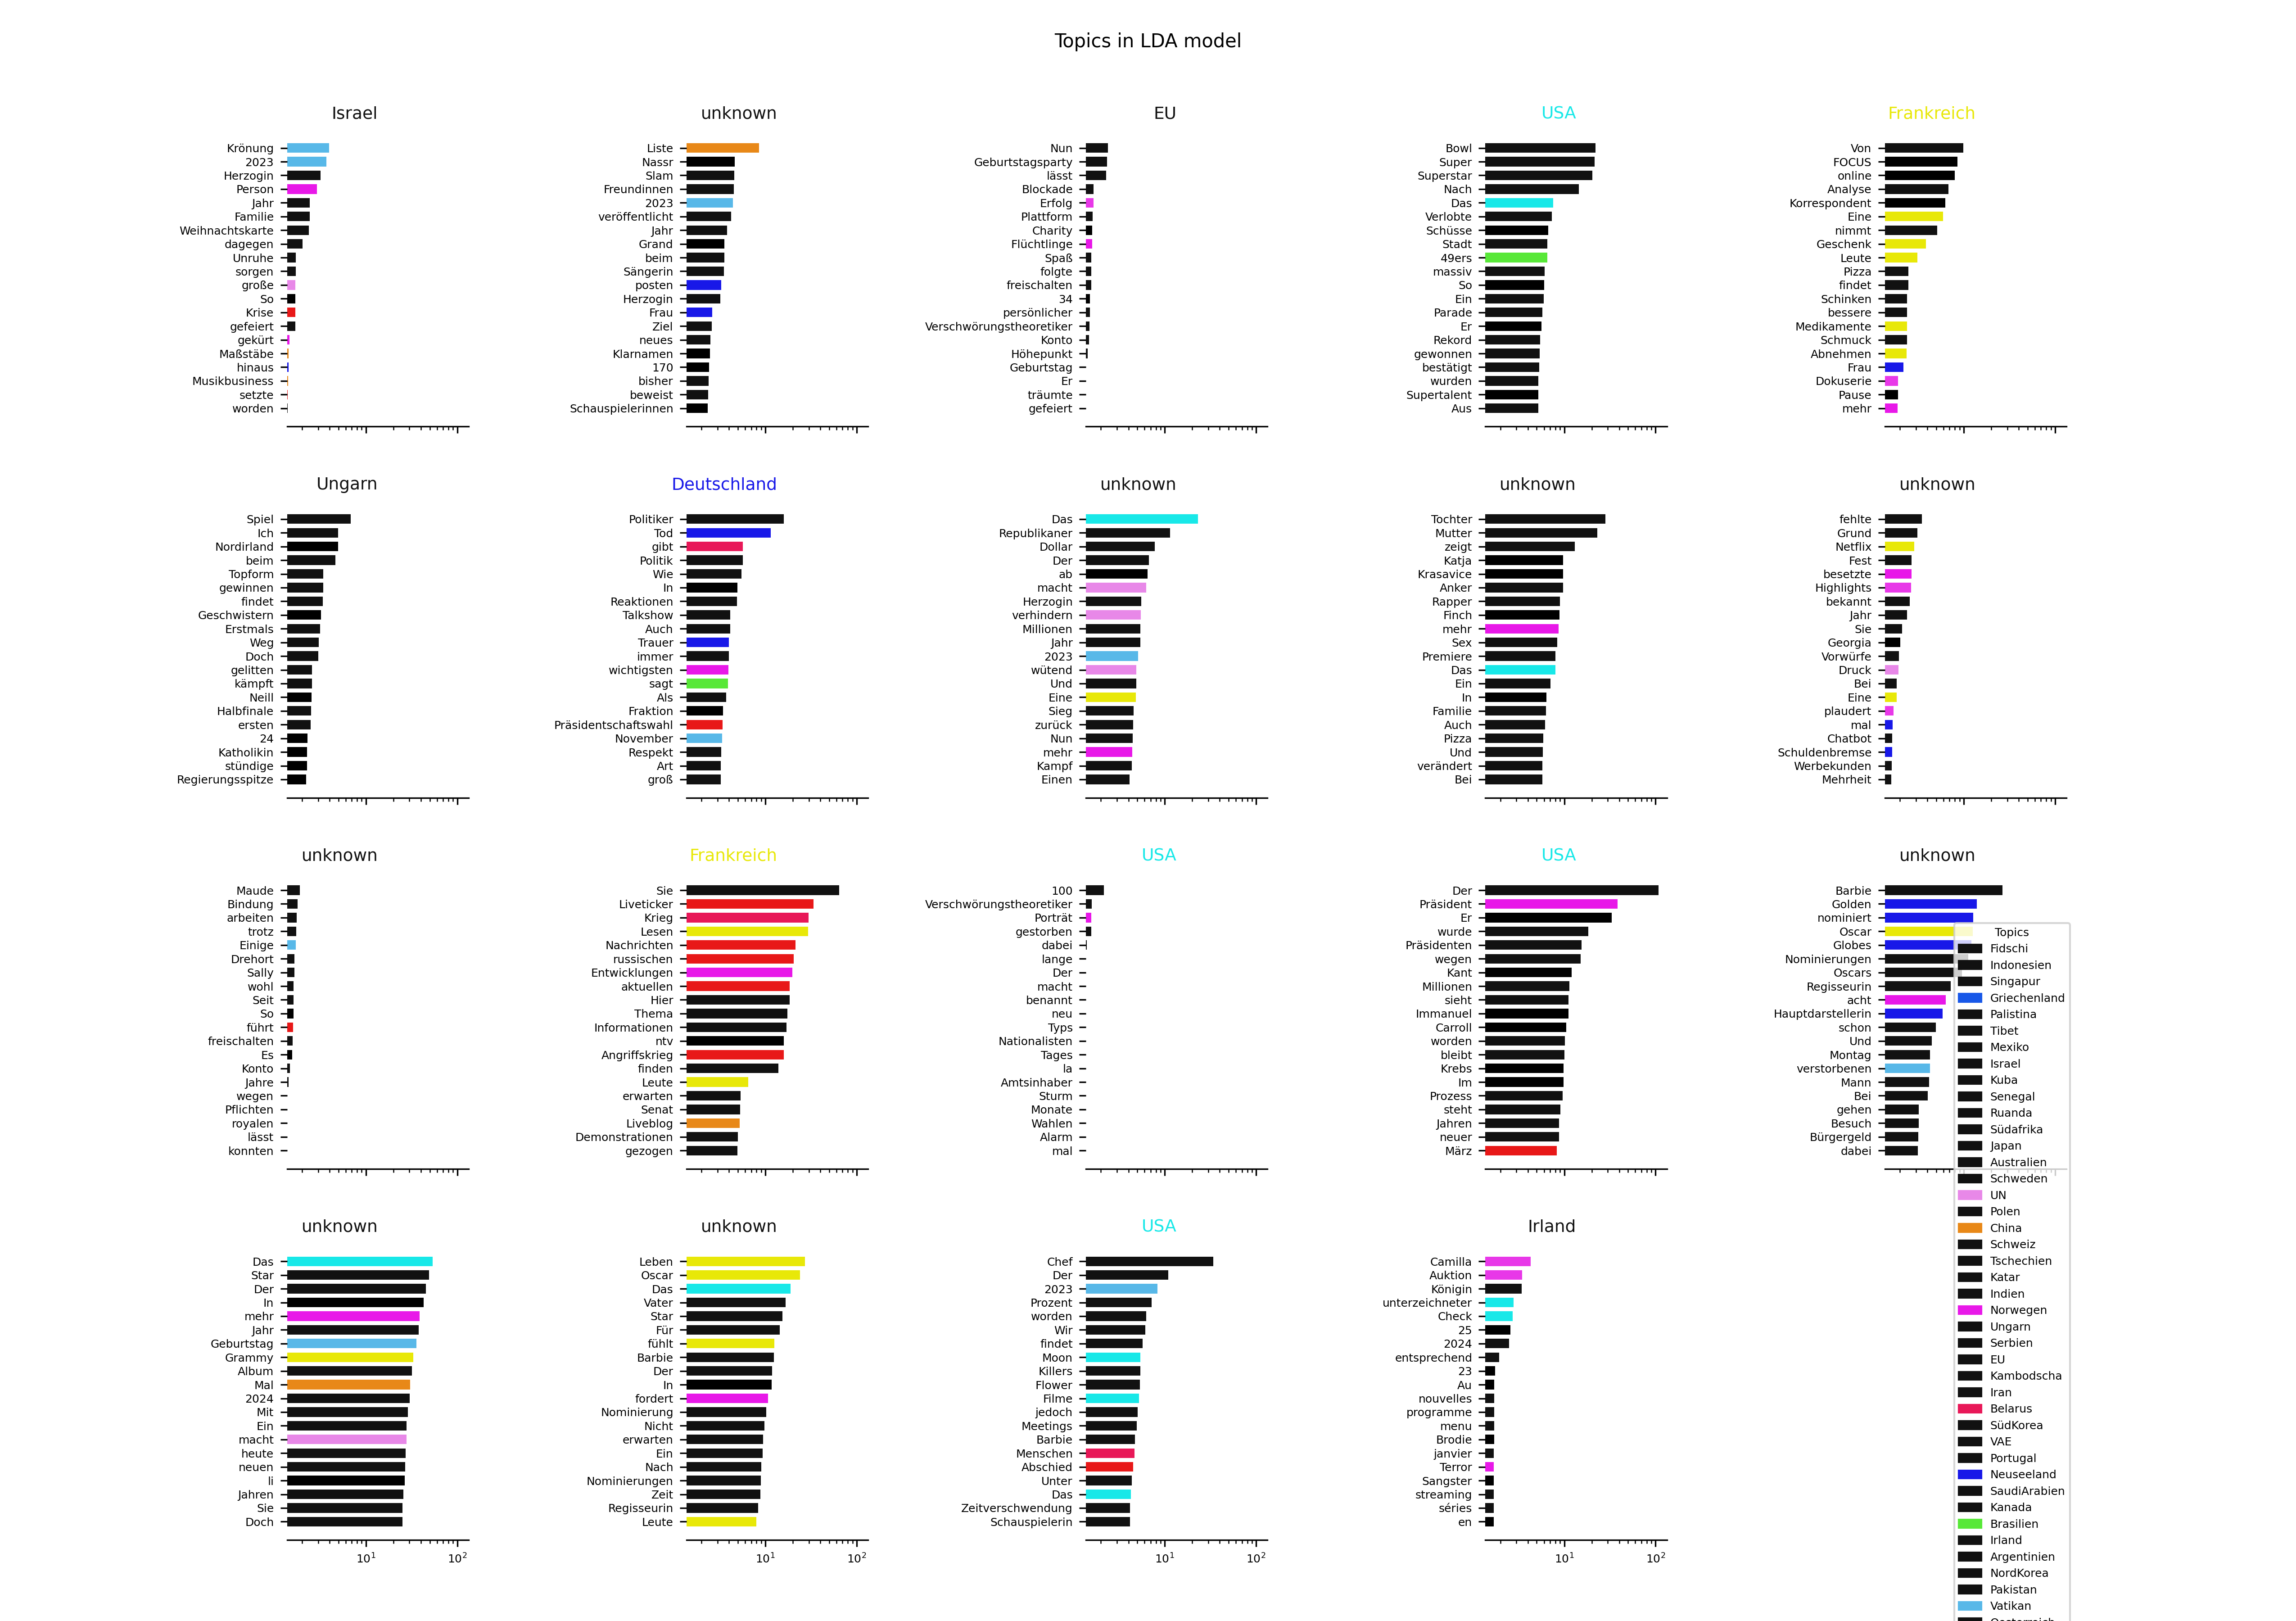 Topics in LDA model
Israel
Krönung
2023
Herzogin
Person
Jahr
Familie
Weihnachtskarte
dagegen
Unruhe
sorgen
große
So
Krise
gefeiert
gekürt
Maßstäbe
hinaus
Musikbusiness
setzte
worden
unknown
Liste
Nassr
Slam
Freundinnen
2023
veröffentlicht
Jahr
Grand
beim
Sängerin
posten
Herzogin
Frau
Ziel
neues
Klarnamen
170
bisher
beweist
Schauspielerinnen
EU
Nun
Geburtstagsparty
lässt
Blockade
Erfolg
Plattform
Charity
Flüchtlinge
Spaß
folgte
freischalten
34
persönlicher
Verschwörungstheoretiker
Konto
Höhepunkt
Geburtstag
Er
träumte
gefeiert
USA
Bowl
Super
Superstar
Nach
Das
Verlobte
Schüsse
Stadt
49ers
massiv
So
Ein
Parade
Er
Rekord
gewonnen
bestätigt
wurden
Supertalent
Aus
Frankreich
Von
FOCUS
online
Analyse
Korrespondent
Eine
nimmt
Geschenk
Leute
Pizza
findet
Schinken
bessere
Medikamente
Schmuck
Abnehmen
Frau
Dokuserie
Pause
mehr
Ungarn
Spiel
Ich
Nordirland
beim
Topform
gewinnen
findet
Geschwistern
Erstmals
Weg
Doch
gelitten
kämpft
Neill
Halbfinale
ersten
24
Katholikin
stündige
Regierungsspitze
Deutschland
Politiker
Tod
gibt
Politik
Wie
In
Reaktionen
Talkshow
Auch
Trauer
immer
wichtigsten
sagt
Als
Fraktion
Präsidentschaftswahl
November
Respekt
Art
groß
unknown
Das
Republikaner
Dollar
Der
ab
macht
Herzogin
verhindern
Millionen
Jahr
2023
wütend
Und
Eine
Sieg
zurück
Nun
mehr
Kampf
Einen
unknown
Tochter
Mutter
zeigt
Katja
Krasavice
Anker
Rapper
Finch
mehr
Sex
Premiere
Das
Ein
In
Familie
Auch
Pizza
Und
verändert
Bei
unknown
fehlte
Grund
Netflix
Fest
besetzte
Highlights
bekannt
Jahr
Sie
Georgia
Vorwürfe
Druck
Bei
Eine
plaudert
mal
Chatbot
Schuldenbremse
Werbekunden
Mehrheit
unknown
Maude
Bindung
arbeiten
trotz
Einige
Drehort
Sally
wohl
Seit
So
führt
freischalten
Es
Konto
Jahre
wegen
Pflichten
royalen
lässt
konnten
Frankreich
Sie
Liveticker
Krieg
Lesen
Nachrichten
russischen
Entwicklungen
aktuellen
Hier
Thema
Informationen
ntv
Angriffskrieg
finden
Leute
erwarten
Senat
Liveblog
Demonstrationen
gezogen
USA
100
Verschwörungstheoretiker
Porträt
gestorben
dabei
lange
Der
macht
benannt
neu
Typs
Nationalisten
Tages
la
Amtsinhaber
Sturm
Monate
Wahlen
Alarm
mal
USA
Der
Präsident
Er
wurde
Präsidenten
wegen
Kant
Millionen
sieht
Immanuel
Carroll
worden
bleibt
Krebs
Im
Prozess
steht
Jahren
neuer
März
unknown
Barbie
Golden
nominiert
Oscar
Globes
Nominierungen
Oscars
Regisseurin
acht
Hauptdarstellerin
schon
Und
Montag
verstorbenen
Mann
Bei
gehen
Besuch
Bürgergeld
dabei
unknown
Das
Star
Der
In
mehr
Jahr
Geburtstag
Grammy
Album
Mal
2024
Mit
Ein
macht
heute
neuen
li
Jahren
Sie
Doch
10¹ 10²
unknown
Leben
Oscar
Das
Vater
Star
Für
fühlt
Barbie
Der
In
fordert
Nominierung
Nicht
erwarten
Ein
Nach
Nominierungen
Zeit
Regisseurin
Leute
10¹ 10²
USA
Chef
Der
2023
Prozent
worden
Wir
findet
Moon
Killers
Flower
Filme
jedoch
Meetings
Barbie
Menschen
Abschied
Unter
Das
Zeitverschwendung
Schauspielerin
10¹ 10²
Irland
Camilla
Auktion
Königin
unterzeichneter
Check
25
2024
entsprechend
23
Au
nouvelles
programme
menu
Brodie
janvier
Terror
Sangster
streaming
séries
en
10¹ 10²
Topics
Fidschi
Indonesien
Singapur
Griechenland
Palistina
Tibet
Mexiko
Israel
Kuba
Senegal
Ruanda
Südafrika
Japan
Australien
Schweden
UN
Polen
China
Schweiz
Tschechien
Katar
Indien
Norwegen
Ungarn
Serbien
EU
Kambodscha
Iran
Belarus
SüdKorea
VAE
Portugal
Neuseeland
SaudiArabien
Kanada
Brasilien
Irland
Argentinien
NordKorea
Pakistan
Vatikan